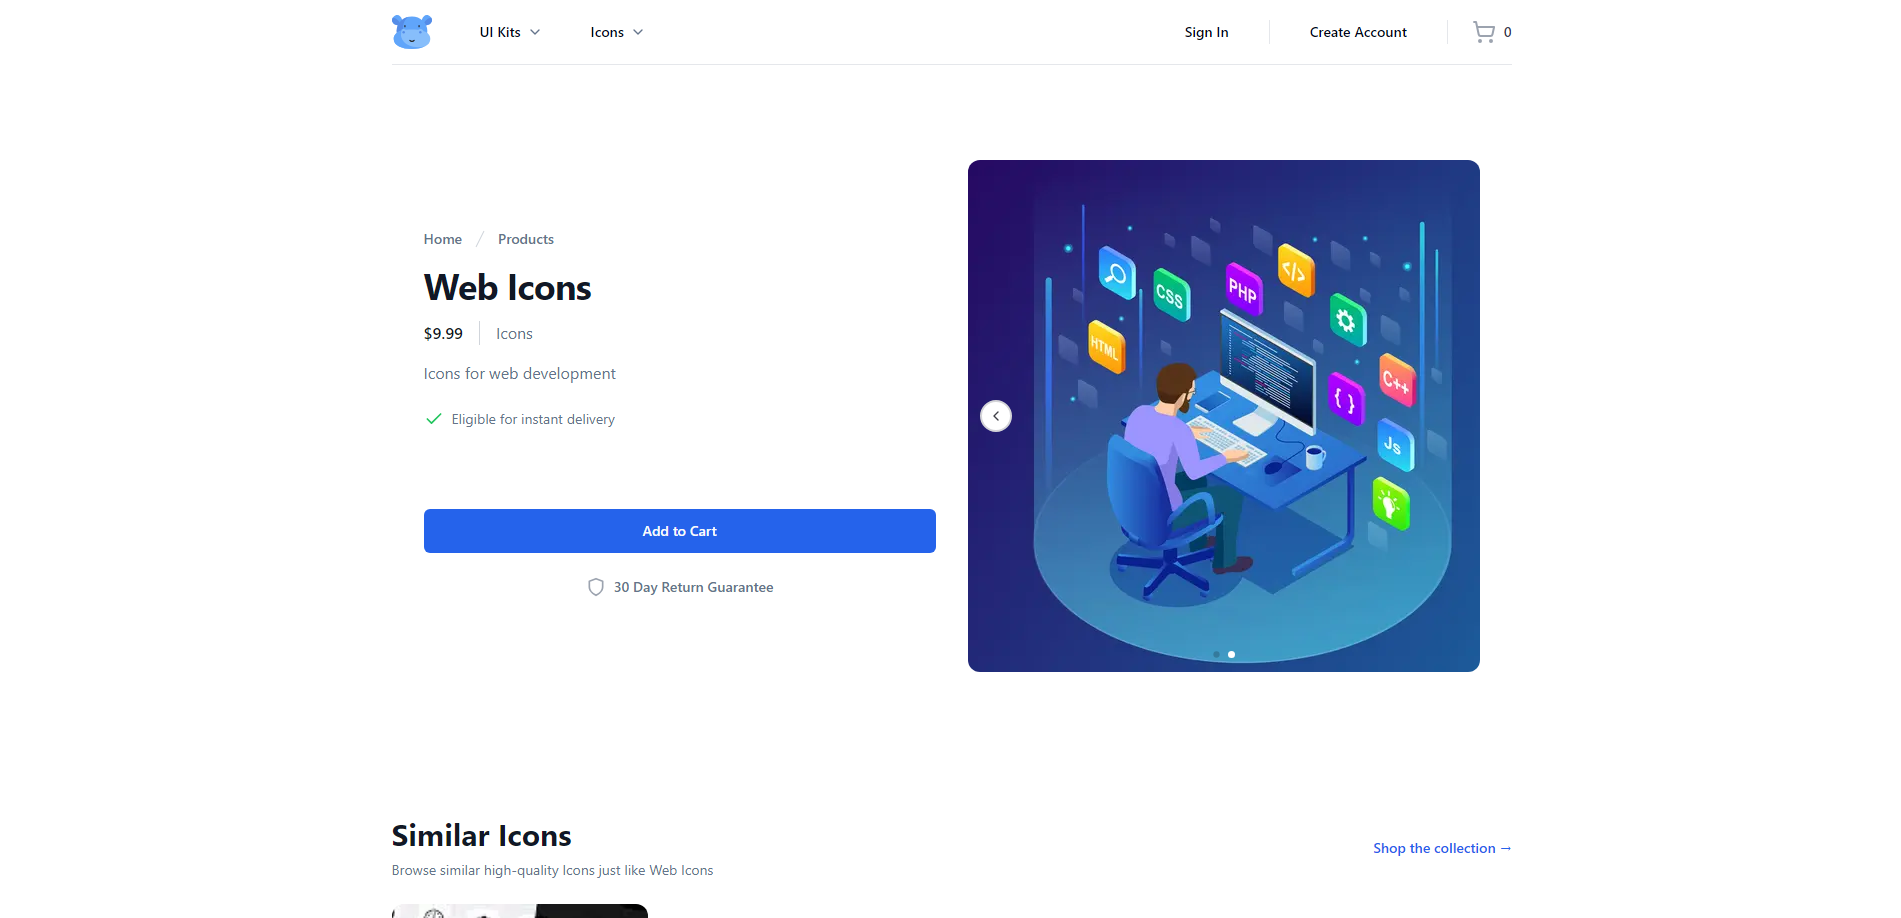 UI Kits
Icons
Sign In
Create Account
0
Home / Products
Web Icons
$9.99
Icons
Icons for web development
Eligible for instant delivery
Add to Cart
30 Day Return Guarantee
CSS
PHP
</>
HTML
C++
{ }
Js
Similar Icons
Shop the collection →
Browse similar high-quality Icons just like Web Icons